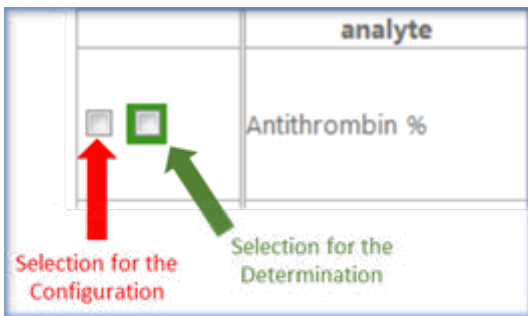 analyte
Antithrombin %
Selection for the
Configuration
Selection for the
Determination